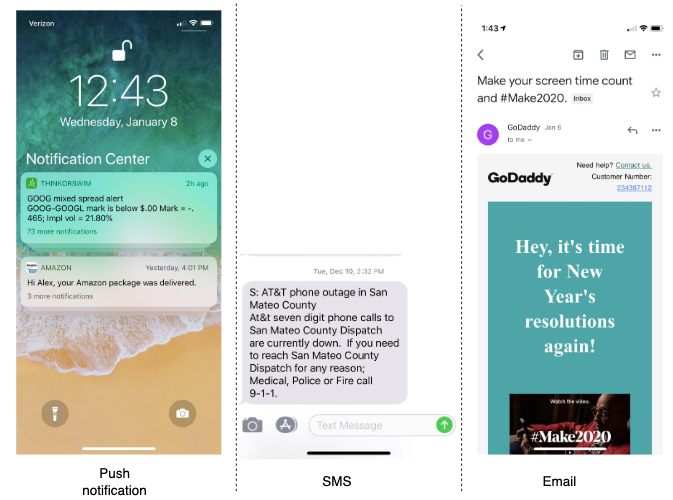 Verizon
12:43
Wednesday, January 8
Notification Center
THINKORSWIM
2h ago
GOOG mixed spread alert
GOOG-GOOGL mark is below $.00 Mark = -.
465; Impl vol = 21.80%
73 more notifications
AMAZON
Yesterday, 4:01 PM
Hi Alex, your Amazon package was delivered.
3 more notifications
Push
notification
Tue, Dec 10, 2:32 PM
S: AT&T phone outage in San
Mateo County
At&t seven digit phone calls to
San Mateo County Dispatch
are currently down. If you need
to reach San Mateo County
Dispatch for any reason;
Medical, Police or Fire call
9-1-1.
Text Message
SMS
1:43
Make your screen time count
and #Make2020.
Inbox
G
GoDaddy Jan 6
to me
GoDaddy
Need help? Contact us.
Customer Number:
234397112
Hey, it's time
for New
Year's
resolutions
again!
Watch the video.
#Make2020
Email